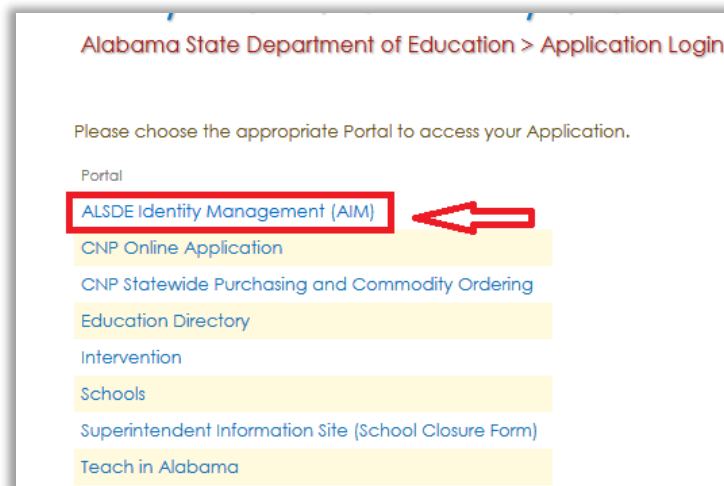 Alabama State Department of Education > Application Login
Please choose the appropriate Portal to access your Application.
Portal
ALSDE Identity Management (AIM)
CNP Online Application
CNP Statewide Purchasing and Commodity Ordering
Education Directory
Intervention
Schools
Superintendent Information Site (School Closure Form)
Teach in Alabama